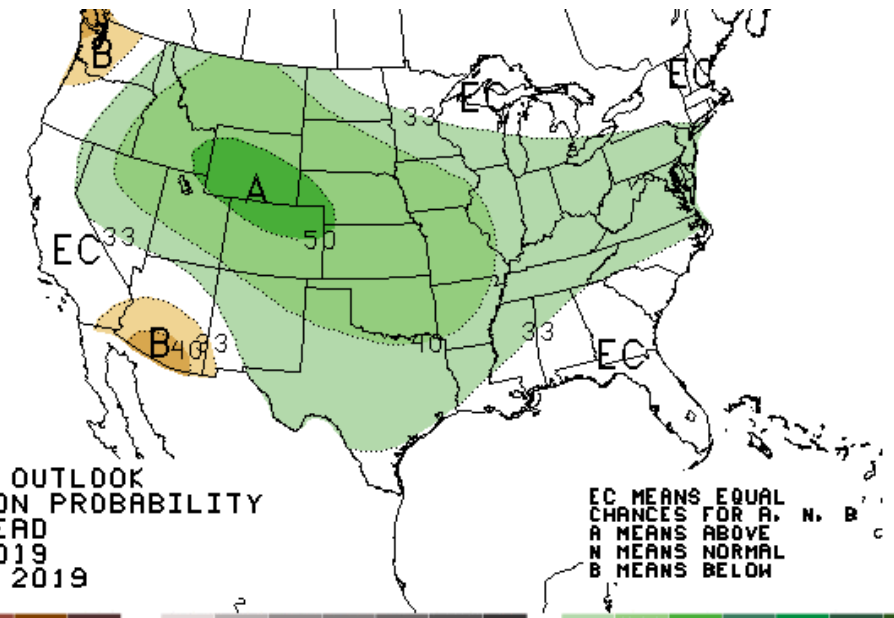 B
EC
EC
33
A
50
EC
33
B
40
33
40
33
EC
OUTLOOK
ON PROBABILITY
EAD
019
2019
EC MEANS EQUAL
CHANCES FOR A, N, B
A MEANS ABOVE
N MEANS NORMAL
B MEANS BELOW